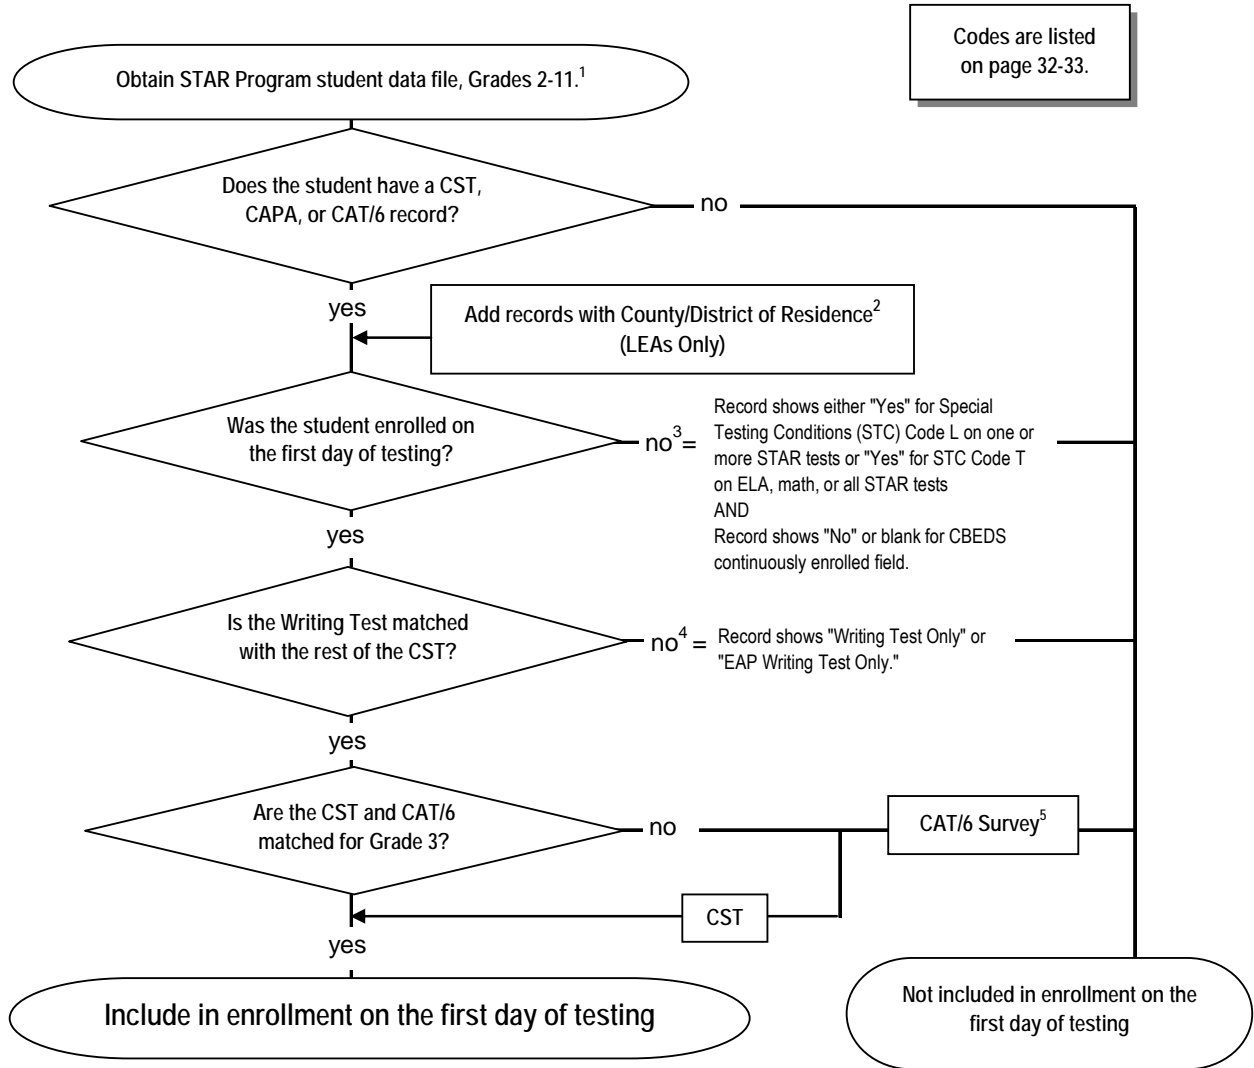 Codes are listed
on page 32-33.
Obtain STAR Program student data file, Grades 2-11.¹
Does the student have a CST,
CAPA, or CAT/6 record?
no
yes
Add records with County/District of Residence²
(LEAs Only)
Was the student enrolled on
the first day of testing?
no³=
Record shows either "Yes" for Special
Testing Conditions (STC) Code L on one or
more STAR tests or "Yes" for STC Code T
on ELA, math, or all STAR tests
AND
Record shows "No" or blank for CBEDS
continuously enrolled field.
yes
Is the Writing Test matched
with the rest of the CST?
no⁴ =
Record shows "Writing Test Only" or
"EAP Writing Test Only."
yes
Are the CST and CAT/6
matched for Grade 3?
no
CAT/6 Survey⁵
CST
yes
Include in enrollment on the first day of testing
Not included in enrollment on the
first day of testing